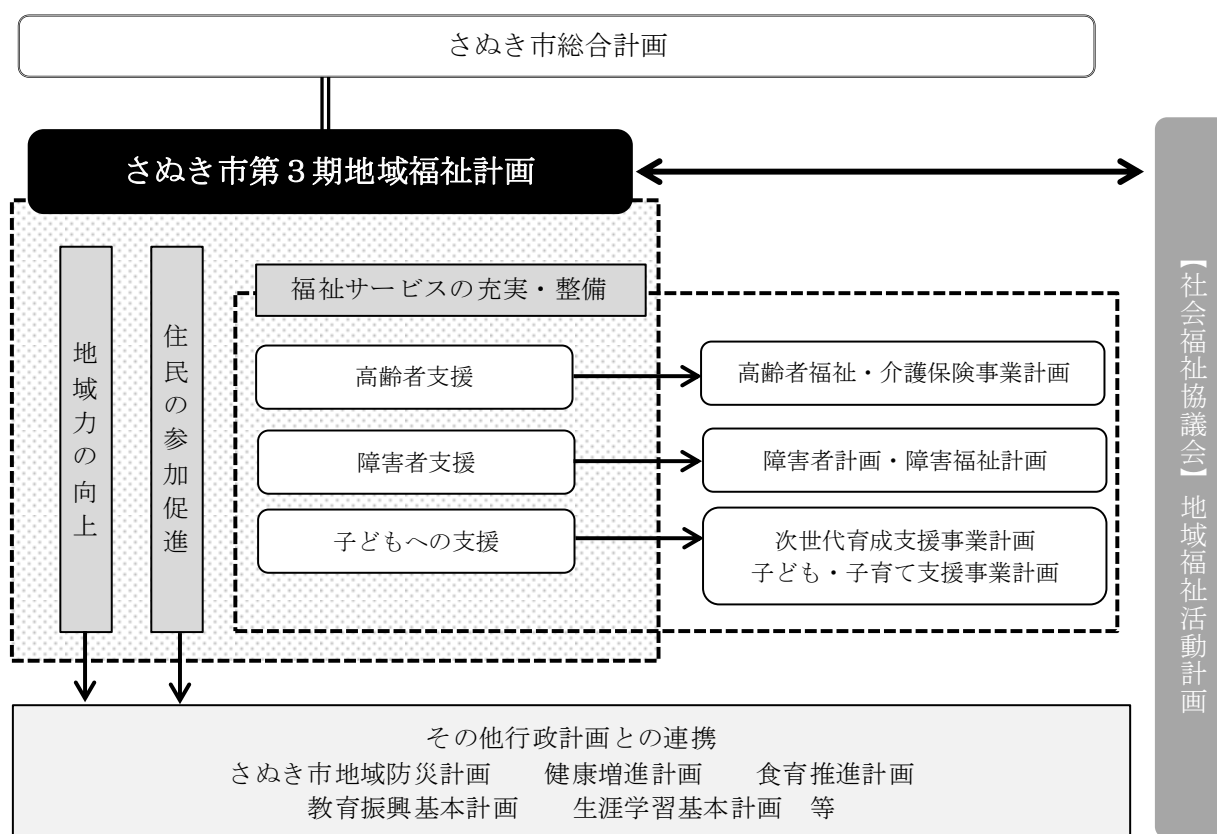 さぬき市総合計画
さぬき市第３期地域福祉計画
地域力の向上
住民の参加促進
福祉サービスの充実・整備
高齢者支援
高齢者福祉・介護保険事業計画
障害者支援
障害者計画・障害福祉計画
子どもへの支援
次世代育成支援事業計画
子ども・子育て支援事業計画
【社会福祉協議会】地域福祉活動計画
その他行政計画との連携
さぬき市地域防災計画　　健康増進計画　　食育推進計画
教育振興基本計画　　生涯学習基本計画　等